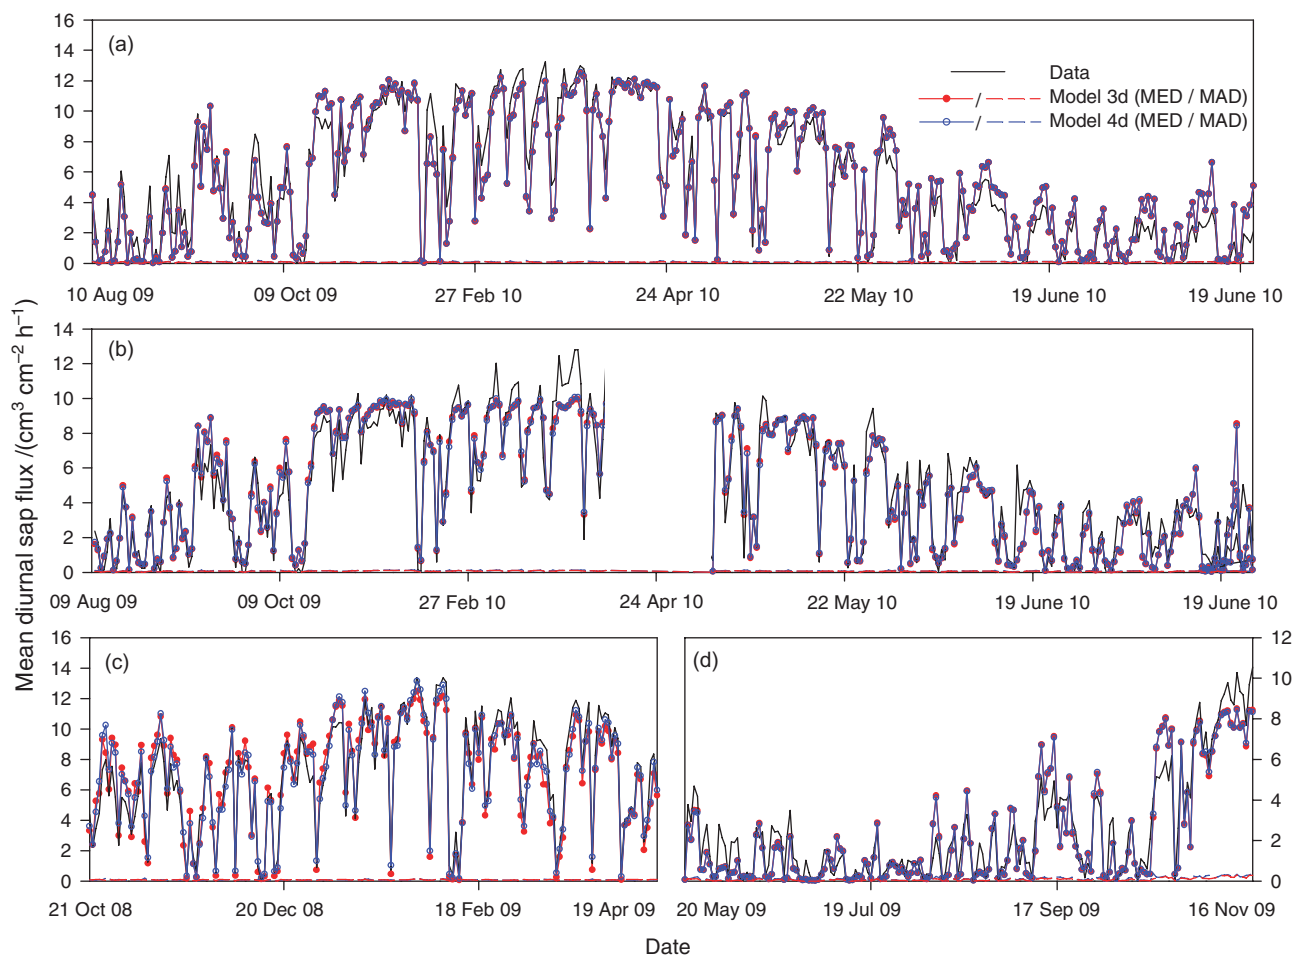 Mean diurnal sap flux /(cm³ cm⁻² h⁻¹)
16
14
12
10
8
6
4
2
0
(a)
Data
/ Model 3d (MED / MAD)
/ Model 4d (MED / MAD)
10 Aug 09 09 Oct 09 27 Feb 10 24 Apr 10 22 May 10 19 June 10 19 June 10
14
12
10
8
6
4
2
0
(b)
09 Aug 09 09 Oct 09 27 Feb 10 24 Apr 10 22 May 10 19 June 10 19 June 10
16
14
12
10
8
6
4
2
0
(c)
21 Oct 08 20 Dec 08 18 Feb 09 19 Apr 09
(d)
12
10
8
6
4
2
0
20 May 09 19 Jul 09 17 Sep 09 16 Nov 09
Date